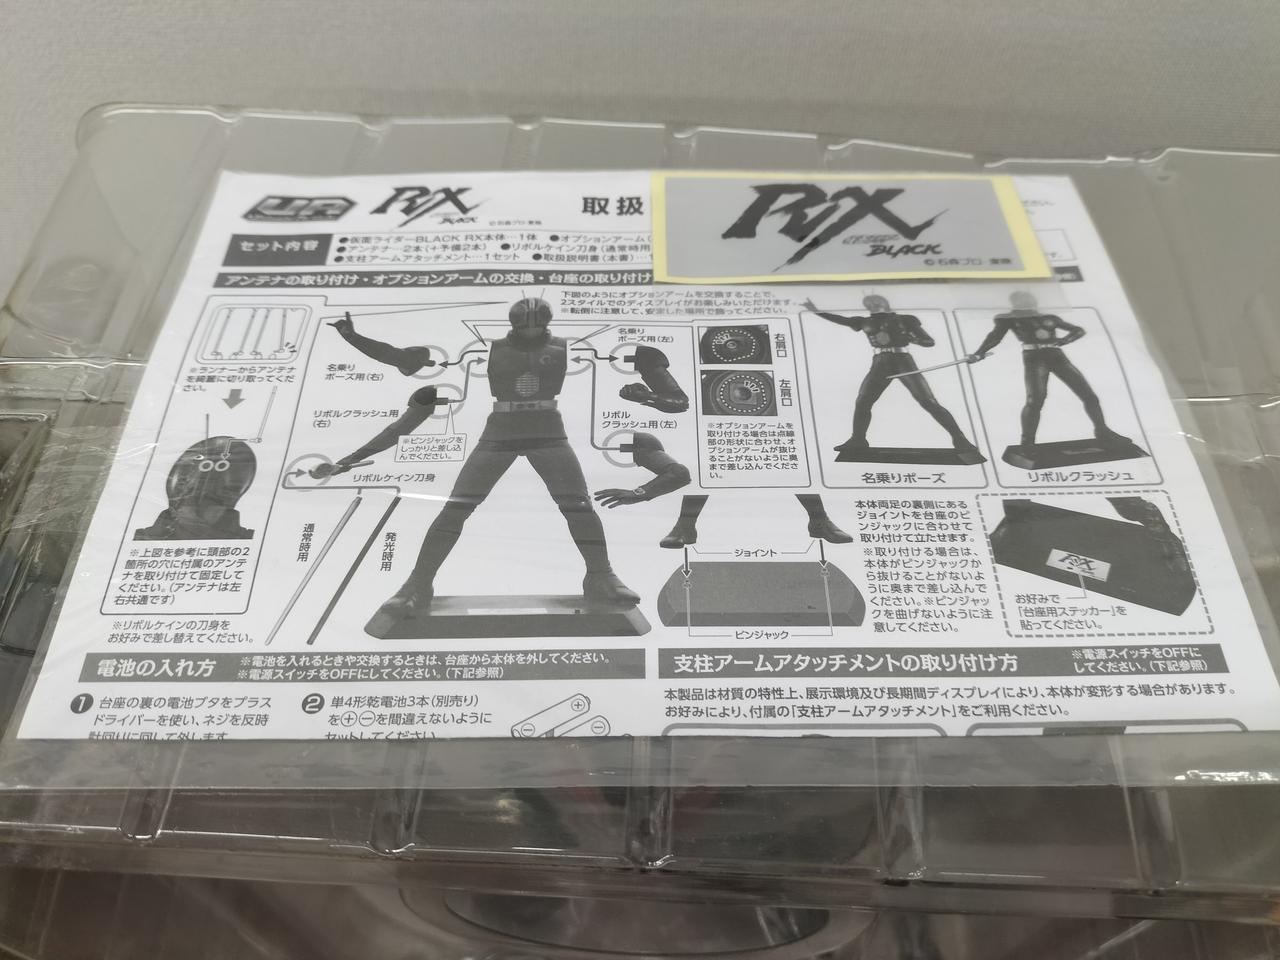 UA
RX
BLACK
©石森プロ・東映
取扱
RX
BLACK
©石森プロ・東映
セット内容
●仮面ライダーBLACK RX本体…1体 ●オプションアーム(
●アンテナ…2本(+予備2本) ●リボルケイン刀身(通常時用
●支柱アームアタッチメント…1セット ●取扱説明書(本書)…1
アンテナの取り付け・オプションアームの交換・台座の取り付け
下図のようにオプションアームを交換することで、
2スタイルでのディスプレイがお楽しみいただけます。
※転倒に注意して、安定した場所で飾ってください。
※ランナーからアンテナ
を綺麗に切り取ってくだ
さい。
※上図を参考に頭部の2
箇所の穴に付属のアンテ
ナを取り付けて固定して
ください。(アンテナは左
右共通です)
※リボルケインの刀身を
お好みで差し替えてください。
名乗り
ポーズ用(右)
リボルクラッシュ用
(右)
※ピンジャックを
しっかりと差し込
んでください。
リボルケイン刀身
通常時用
発光時用
名乗り
ポーズ用(左)
リボル
クラッシュ用(左)
右肩口
左肩口
※オプションアームを
取り付ける場合は点線
部の形状に合わせ、オ
プションアームが抜け
ることがないように奥
まで差し込んでくださ
い。
名乗りポーズ
リボルクラッシュ
ジョイント
ピンジャック
本体両足の裏側にある
ジョイントを台座のピ
ンジャックに合わせて
取り付けて立たせます。
※取り付ける場合は、
本体がピンジャックか
ら抜けることがないよ
うに奥まで差し込んで
ください。※ピンジャッ
クを曲げないように注
意してください。
お好みで
「台座用ステッカー」を
貼ってください。
電池の入れ方
※電池を入れるときや交換するときは、台座から本体を外してください。
※電源スイッチをOFFにしてください。(下記参照)
1 台座の裏の電池ブタをプラス
ドライバーを使い、ネジを反時
計回りに回して外します。
2 単4形乾電池3本(別売り)
を⊕⊖を間違えないように
セットしてください。
支柱アームアタッチメントの取り付け方
※電源スイッチをOFFに
してください。(下記参照)
本製品は材質の特性上、展示環境及び長期間ディスプレイにより、本体が変形する場合があります。
お好みにより、付属の「支柱アームアタッチメント」をご利用ください。